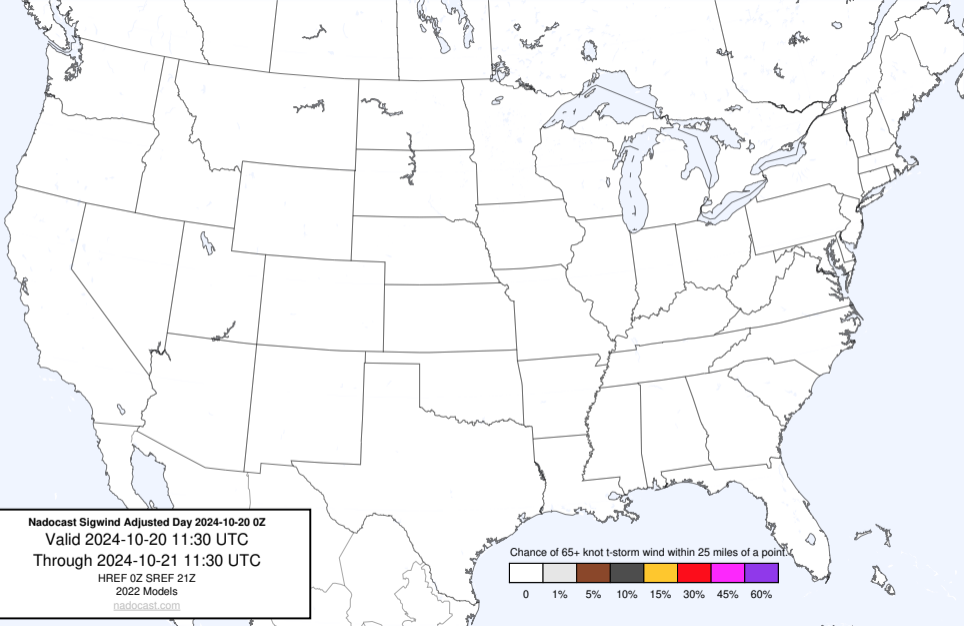 Nadocast Sigwind Adjusted Day 2024-10-20 0Z
Valid 2024-10-20 11:30 UTC
Through 2024-10-21 11:30 UTC
HREF 0Z SREF 21Z
2022 Models
nadocast.com
Chance of 65+ knot t-storm wind within 25 miles of a point.
0 1% 5% 10% 15% 30% 45% 60%